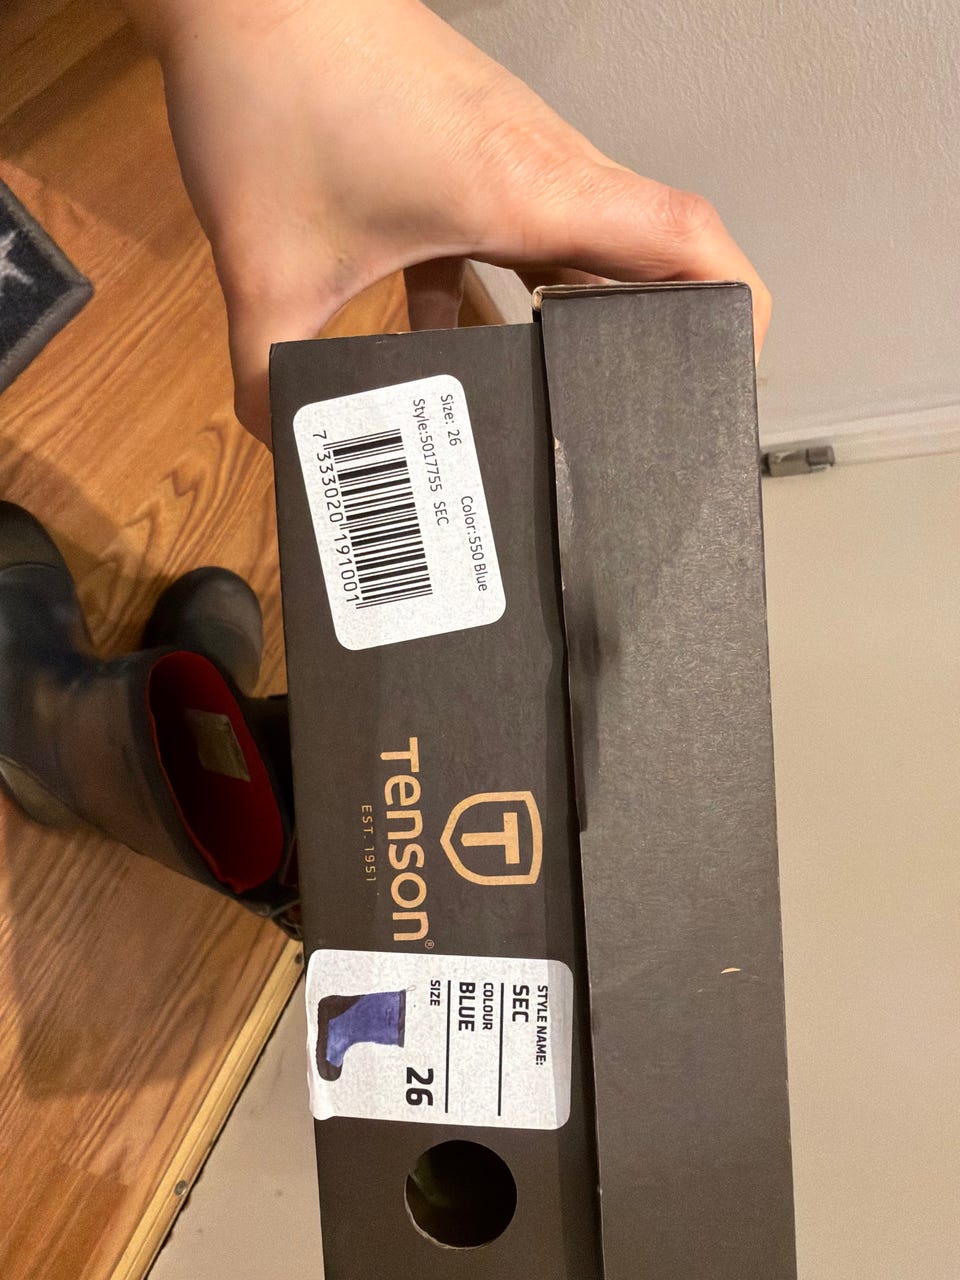 Size: 26 Color:550 Blue
Style:5017755 SEC
7 333020 191001
T
Tenson®
EST. 1951
STYLE NAME:
SEC
COLOUR
BLUE
SIZE
26